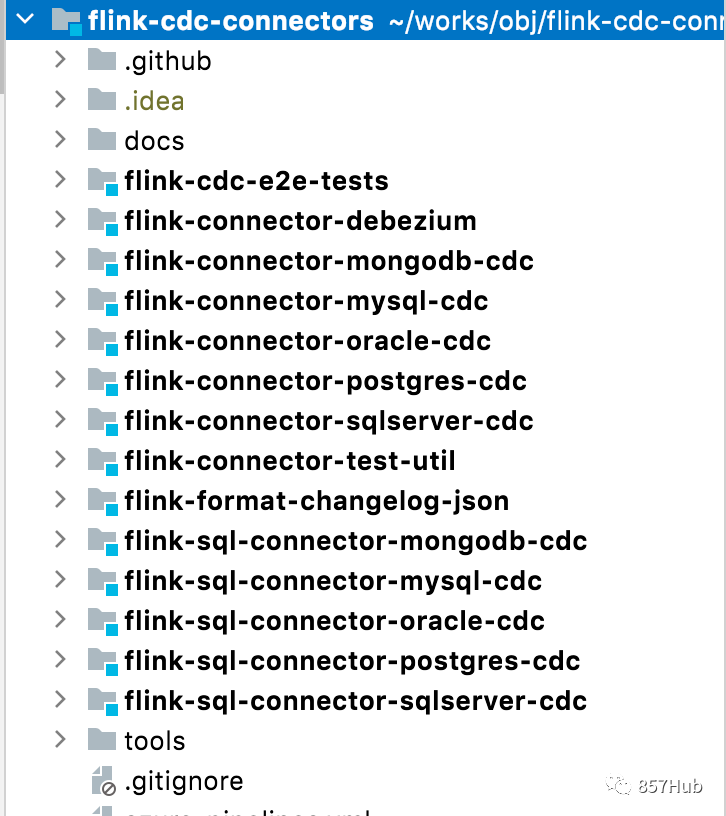 flink-cdc-connectors ~/works/obj/flink-cdc-con
.github
.idea
docs
flink-cdc-e2e-tests
flink-connector-debezium
flink-connector-mongodb-cdc
flink-connector-mysql-cdc
flink-connector-oracle-cdc
flink-connector-postgres-cdc
flink-connector-sqlserver-cdc
flink-connector-test-util
flink-format-changelog-json
flink-sql-connector-mongodb-cdc
flink-sql-connector-mysql-cdc
flink-sql-connector-oracle-cdc
flink-sql-connector-postgres-cdc
flink-sql-connector-sqlserver-cdc
tools
.gitignore
857Hub